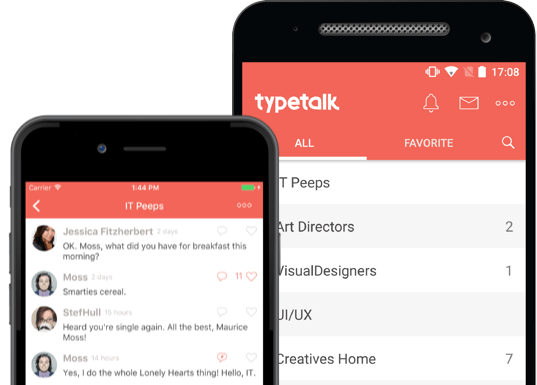 17:08
typetalk
ALL
FAVORITE
IT Peeps
Art Directors 2
VisualDesigners 1
UI/UX
Creatives Home 7
Carrier
1:44 PM
IT Peeps
Jessica Fitzherbert 2 days
OK. Moss, what did you have for breakfast this
morning?
Moss 2 days
11
Smarties cereal.
StefHull 15 hours
Heard you're single again. All the best, Maurice
Moss!
Moss 14 hours
Yes, I do the whole Lonely Hearts thing! Hello, IT.